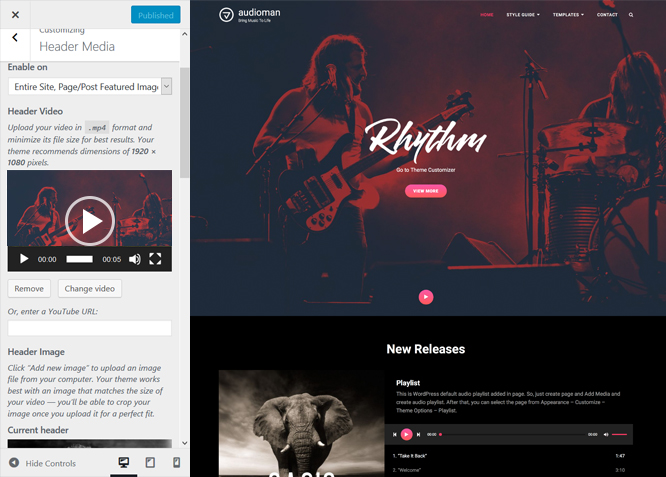 Published
Customizing
Header Media
Enable on
Entire Site, Page/Post Featured Imag
Header Video
Upload your video in .mp4 format and
minimize its file size for best results. Your
theme recommends dimensions of 1920 ×
1080 pixels.
00:00 00:05
Remove Change video
Or, enter a YouTube URL:
Header Image
Click “Add new image” to upload an image
file from your computer. Your theme works
best with an image that matches the size of
your video — you’ll be able to crop your
image once you upload it for a perfect fit.
Current header
Hide Controls
audioman
Bring Music To Life
HOME STYLE GUIDE TEMPLATES CONTACT
Rhythm
Go to Theme Customizer
VIEW MORE
New Releases
Playlist
This is WordPress default audio playlist added in page. So, just create page and Add Media and
create audio playlist. After that, you can select the page from Appearance – Customize –
Theme Options – Playlist.
00:00 00:00
1. “Take It Back” 1:47
2. “Welcome” 3:10